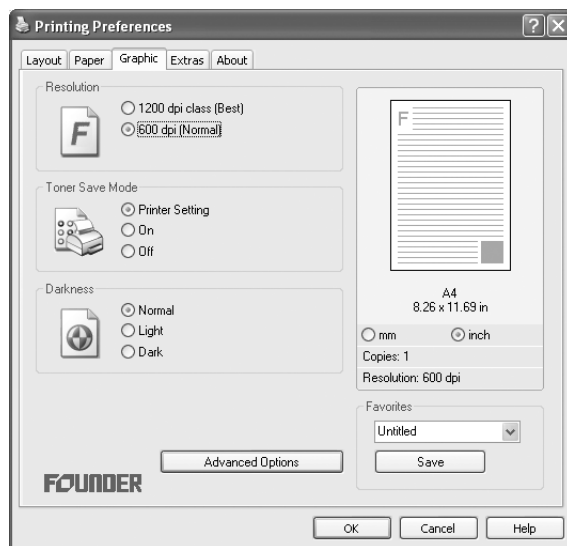 Printing Preferences
Layout Paper Graphic Extras About
Resolution
F
1200 dpi class (Best)
600 dpi (Normal)
Toner Save Mode
Printer Setting
On
Off
Darkness
Normal
Light
Dark
Advanced Options
FOUNDER
F
A4
8.26 x 11.69 in
mm inch
Copies: 1
Resolution: 600 dpi
Favorites
Untitled
Save
OK Cancel Help